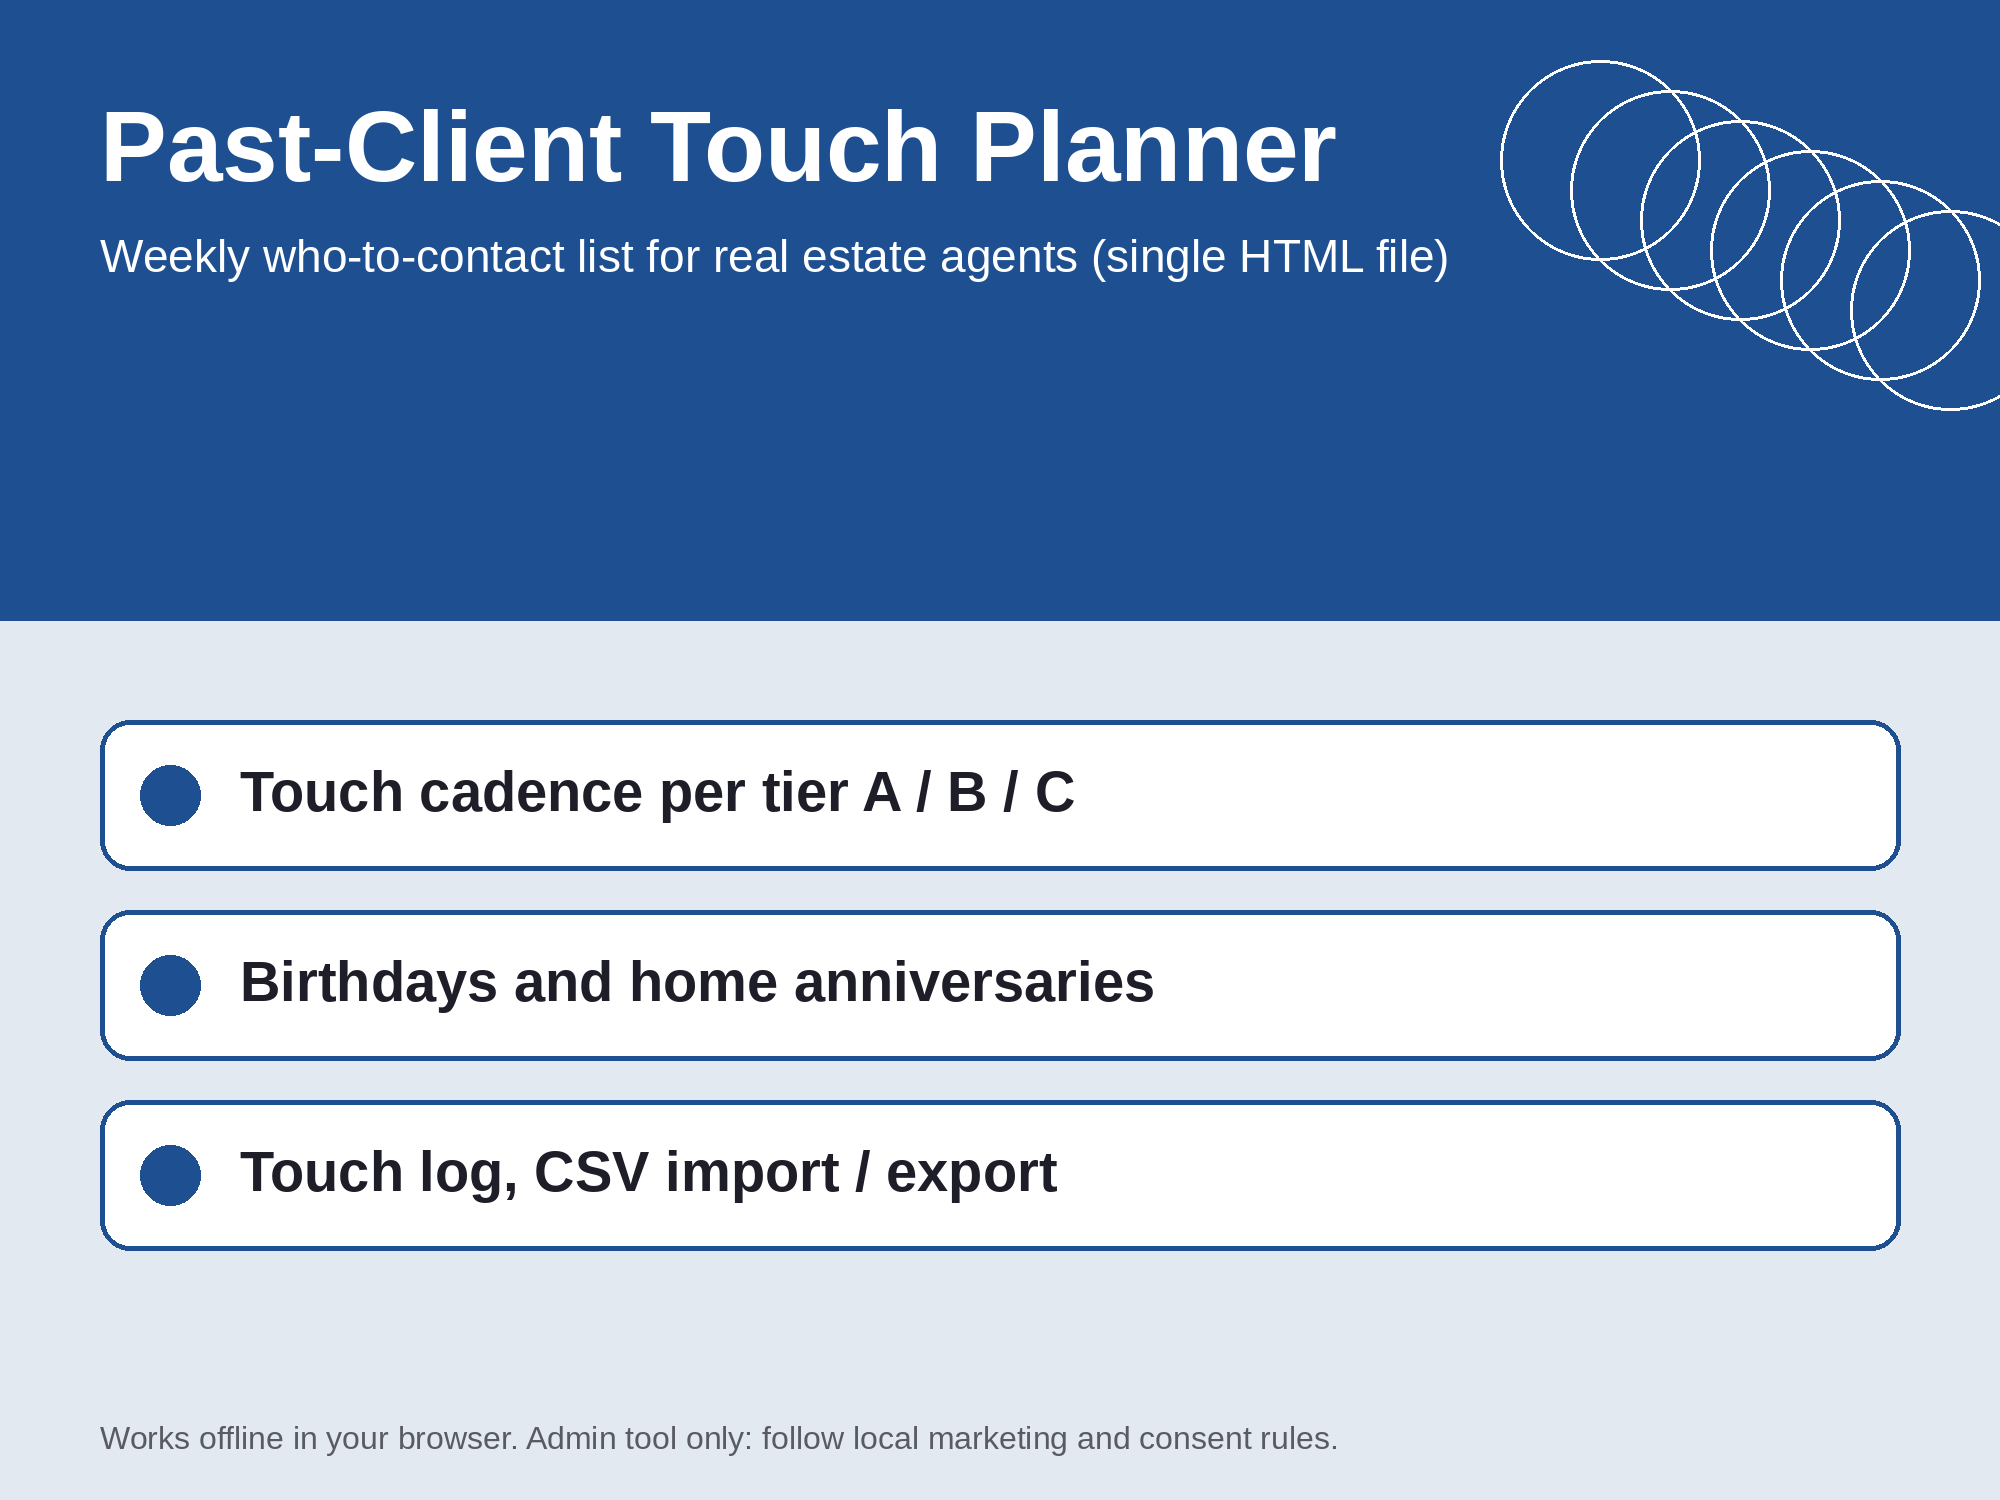 Past-Client Touch Planner
Weekly who-to-contact list for real estate agents (single HTML file)
Touch cadence per tier A / B / C
Birthdays and home anniversaries
Touch log, CSV import / export
Works offline in your browser. Admin tool only: follow local marketing and consent rules.